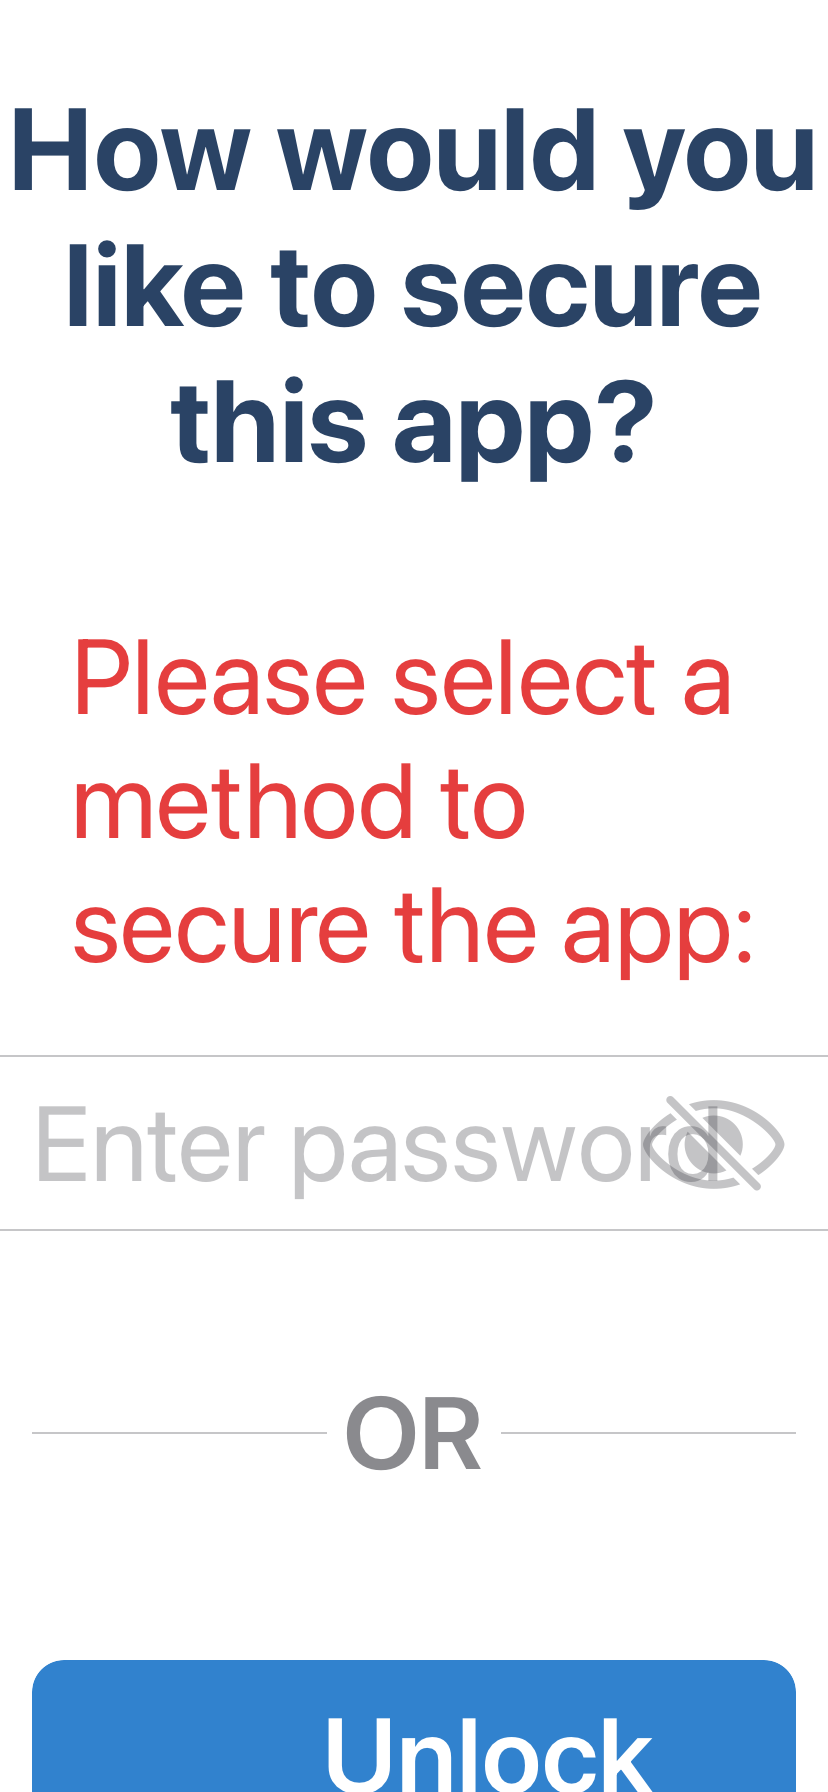 How would you
like to secure
this app?
Please select a
method to
secure the app:
Enter password
OR
Unlock